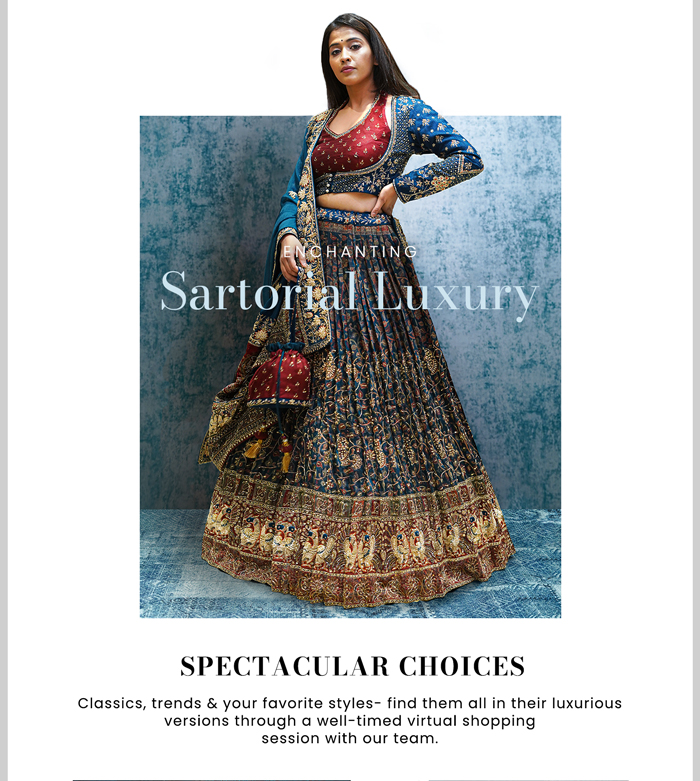 ENCHANTING
Sartorial Luxury
SPECTACULAR CHOICES
Classics, trends & your favorite styles- find them all in their luxurious
versions through a well-timed virtual shopping
session with our team.